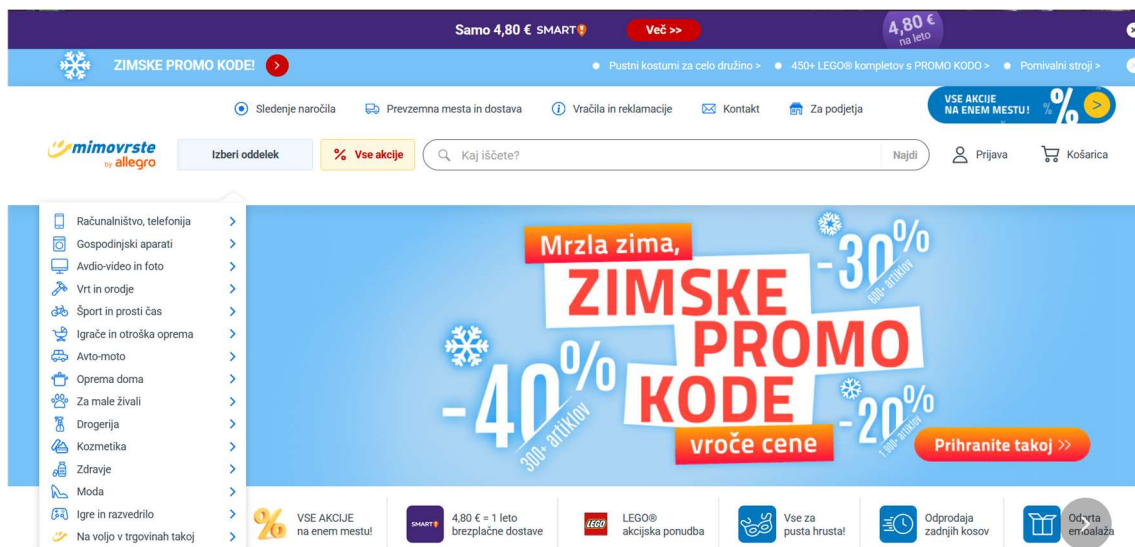 Samo 4,80 € SMART!
Več >>
4,80 €
na leto
ZIMSKE PROMO KODE!
Pustni kostumi za celo družino >
450+ LEGO® kompletov s PROMO KODO >
Pomivalni stroji >
Sledenje naročila
Prevzemna mesta in dostava
Vračila in reklamacije
Kontakt
Za podjetja
VSE AKCIJE
NA ENEM MESTU!
%
mimovrste
by allegro
Izberi oddelek
% Vse akcije
Kaj iščete?
Najdi
Prijava
Košarica
Računalništvo, telefonija
Gospodinjski aparati
Avdio-video in foto
Vrt in orodje
Šport in prosti čas
Igrače in otroška oprema
Avto-moto
Oprema doma
Za male živali
Drogerija
Kozmetika
Zdravje
Moda
Igre in razvedrilo
Na voljo v trgovinah takoj
Mrzla zima,
ZIMSKE
PROMO
KODE
vroče cene
-30%
600+ artiklov
-40%
300+ artiklov
-20%
1.900+ artiklov
Prihranite takoj >>
VSE AKCIJE
na enem mestu!
SMART!
4,80 € = 1 leto
brezplačne dostave
LEGO
LEGO®
akcijska ponudba
Vse za
pusta hrusta!
Odprodaja
zadnjih kosov
Odprta
embalaža